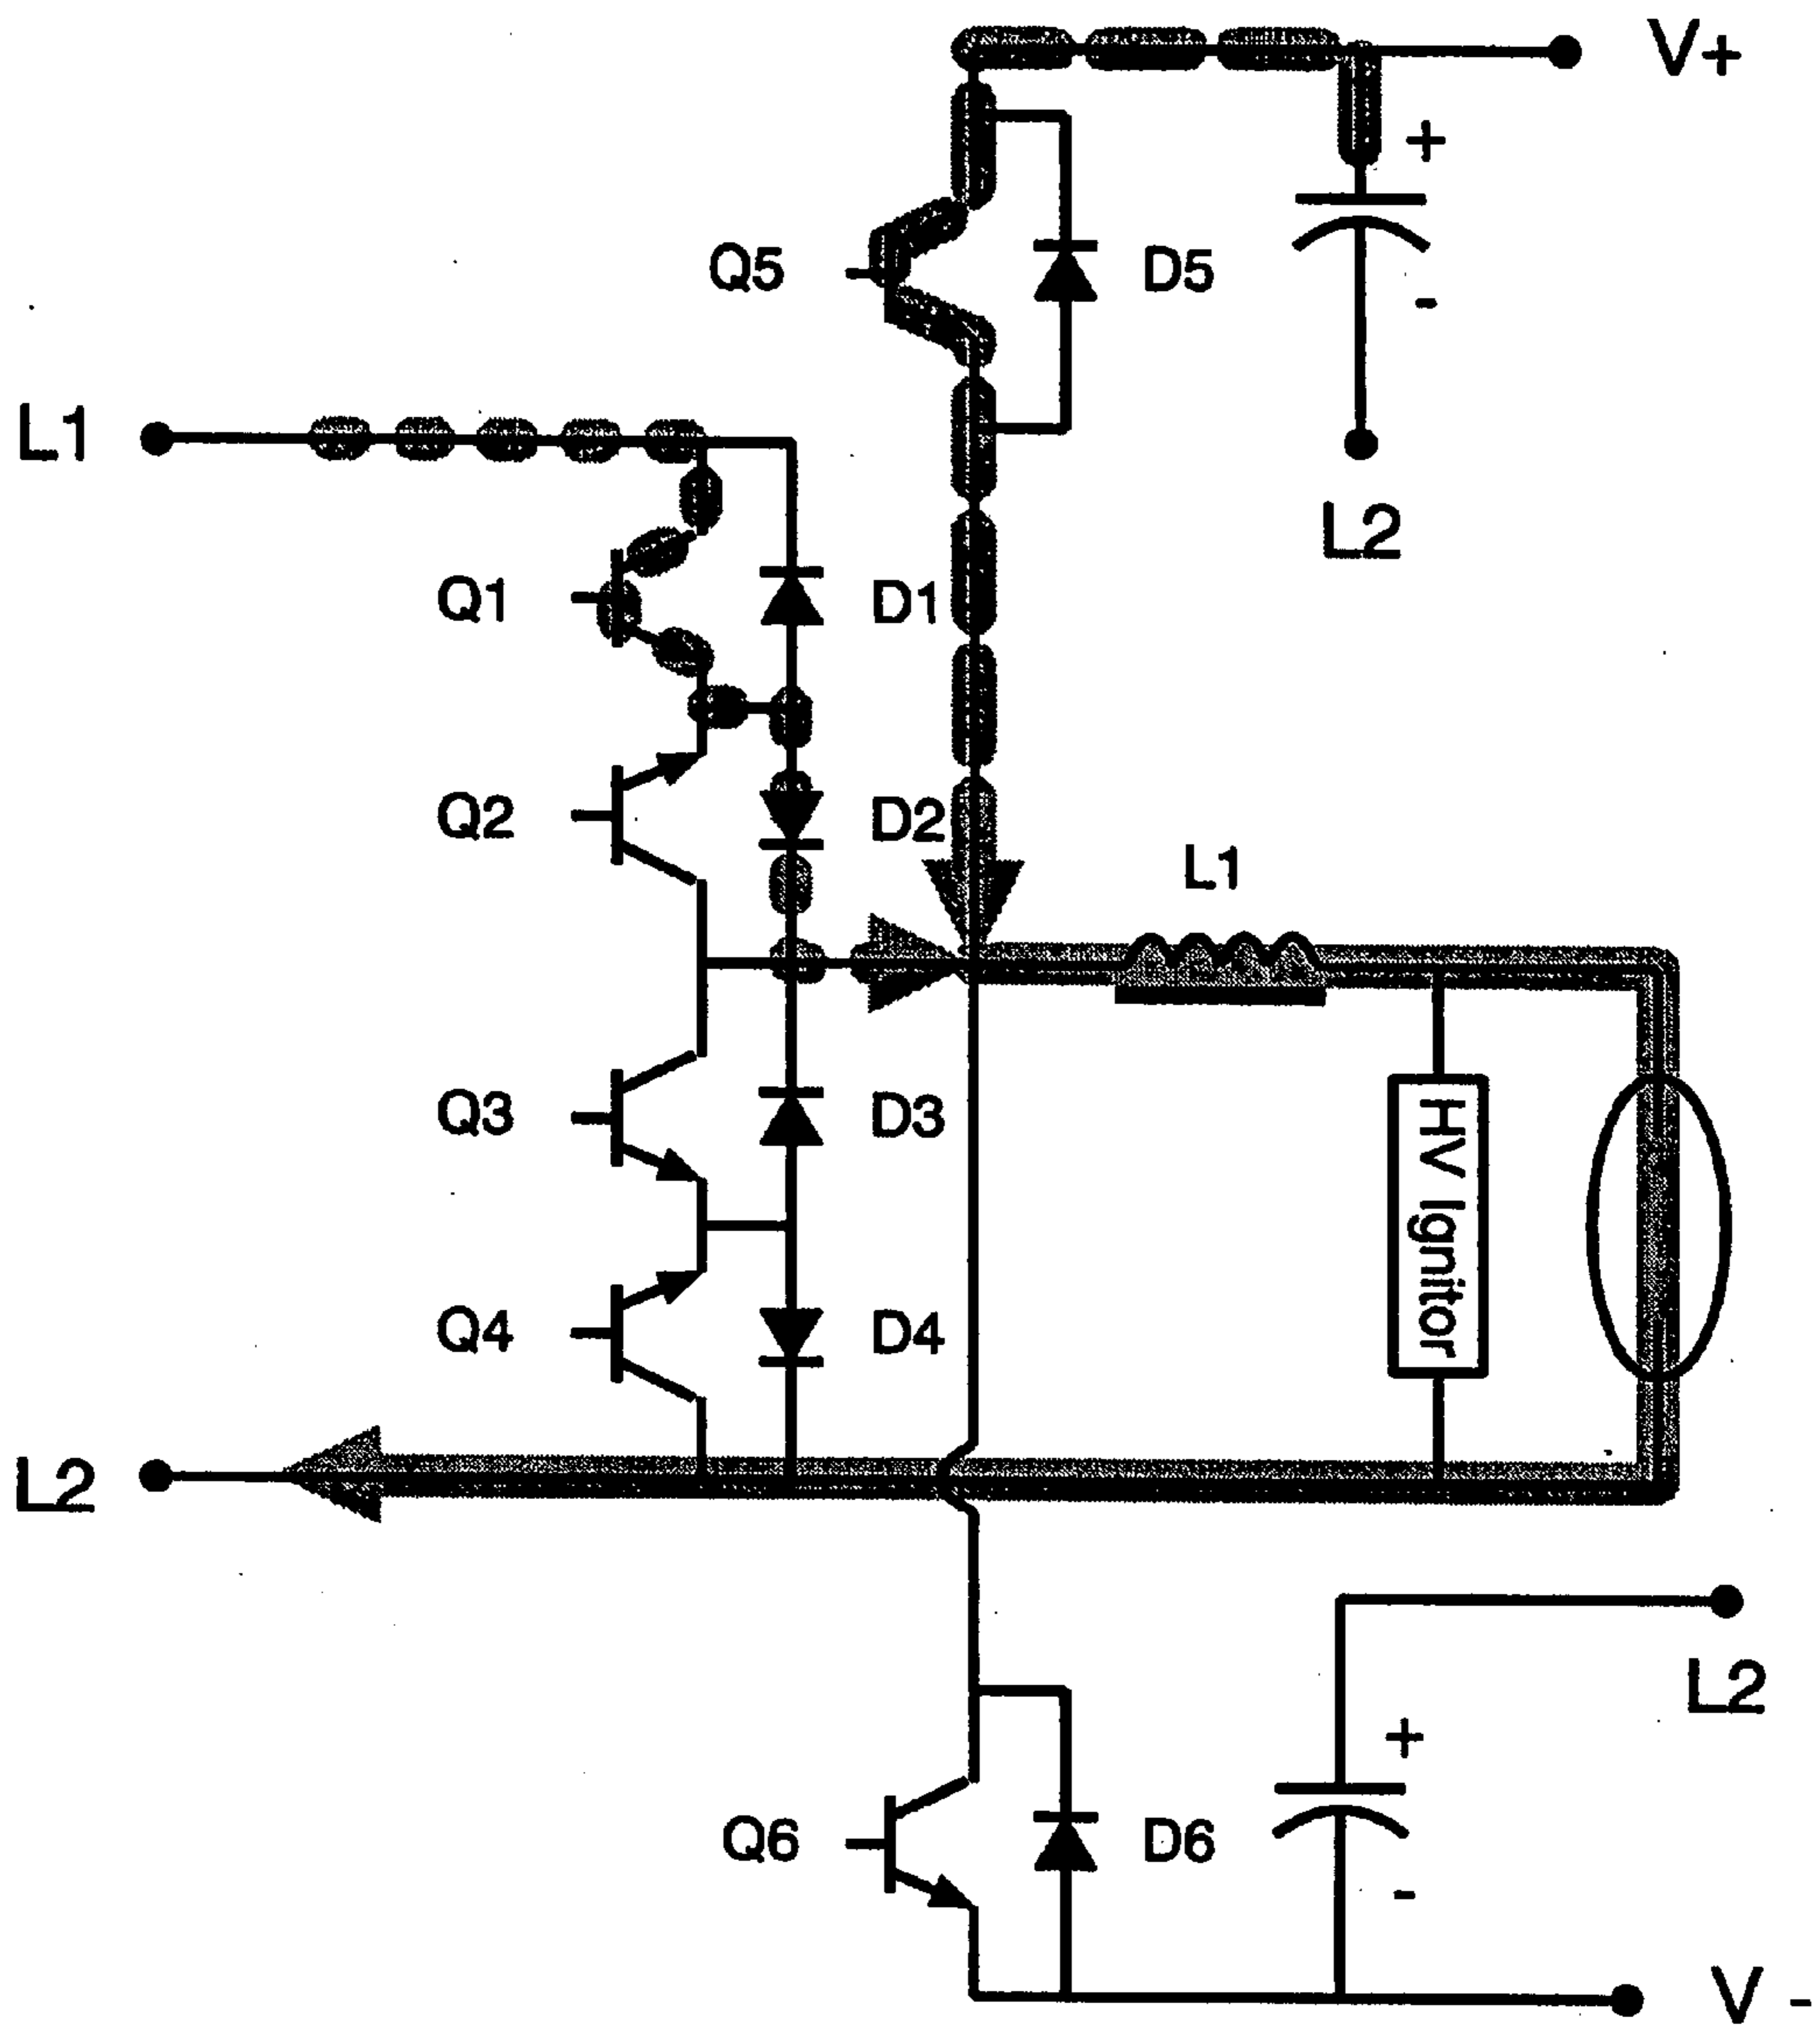 V+
+
Q5
D5
-
L1
L2
Q1
D1
Q2
D2
L1
Q3
D3
HV Ignitor
Q4
D4
L2
L2
+
Q6
D6
-
V -